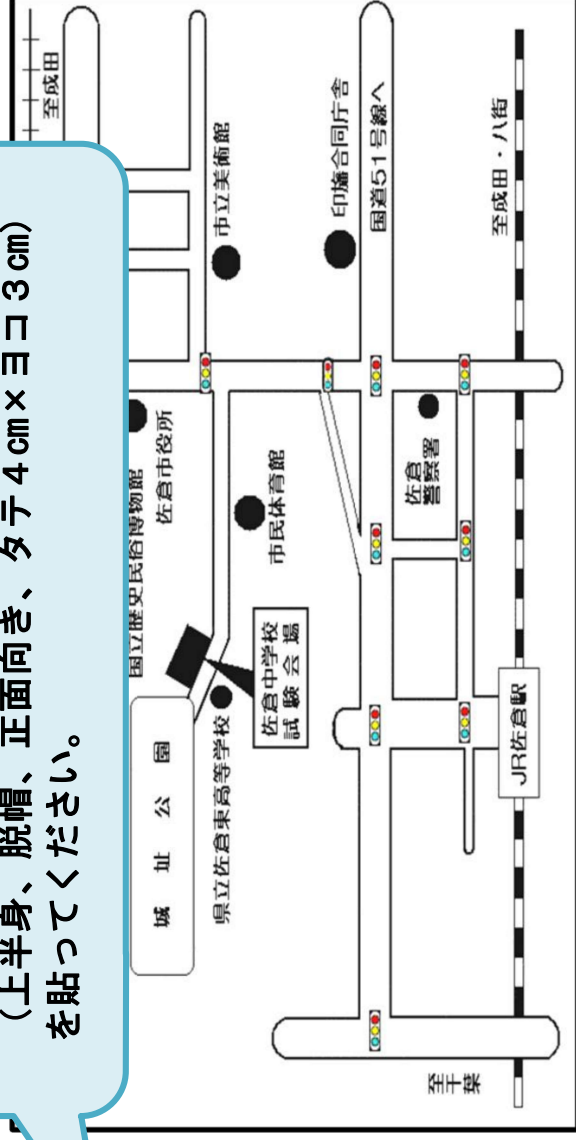 （上半身、脱帽、正面向き、タテ４cm×ヨコ３cm）
を貼ってください。
至成田
市立美術館
印旛合同庁舎
国道51号線へ
至成田・八街
佐倉市役所
国立歴史民俗博物館
市民体育館
佐倉
警察署
佐倉中学校
試験会場
城址公園
県立佐倉東高等学校
JR佐倉駅
至千葉